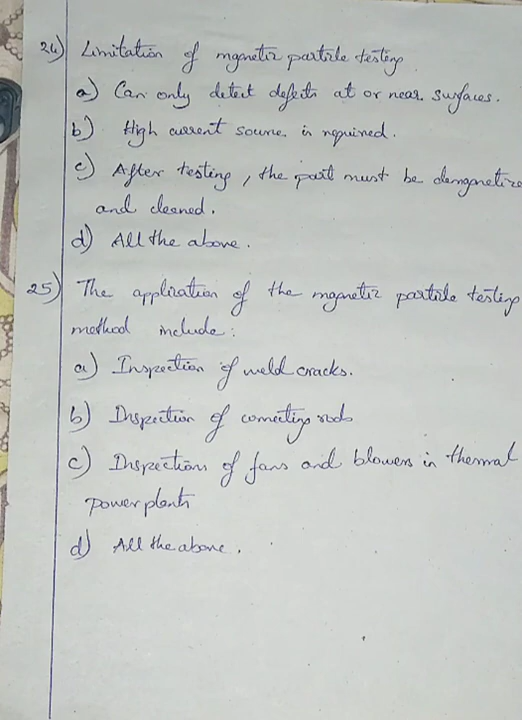 24) Limitation of magnetic particle testing
a) Can only detect defects at or near surfaces.
b) High current source is required.
c) After testing, the part must be demagnetize
and cleaned.
d) All the above.
25) The application of the magnetic particle testing
method include:
a) Inspection of weld cracks.
b) Inspection of connecting rods
c) Inspections of fans and blowers in thermal
power plants
d) All the above.